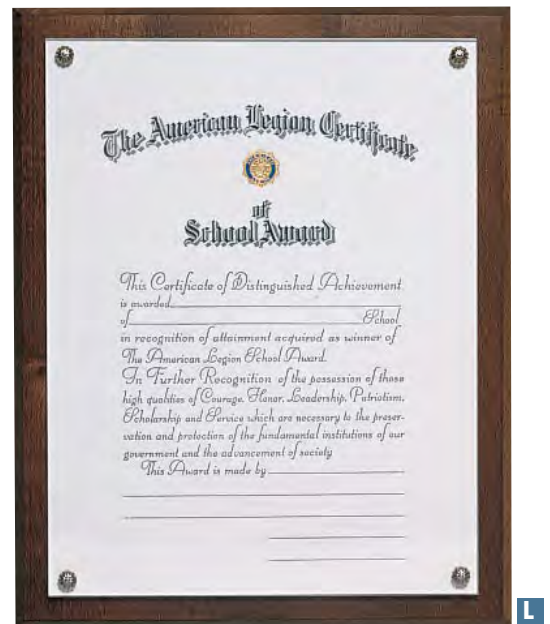 The American Legion Certificate
of
School Award
This Certificate of Distinguished Achievement
is awarded
of School
in recognition of attainment acquired as winner of
The American Legion School Award.
In Further Recognition of the possession of those
high qualities of Courage, Honor, Leadership, Patriotism,
Scholarship and Service which are necessary to the preser-
vation and protection of the fundamental institutions of our
government and the advancement of society
This Award is made by
L